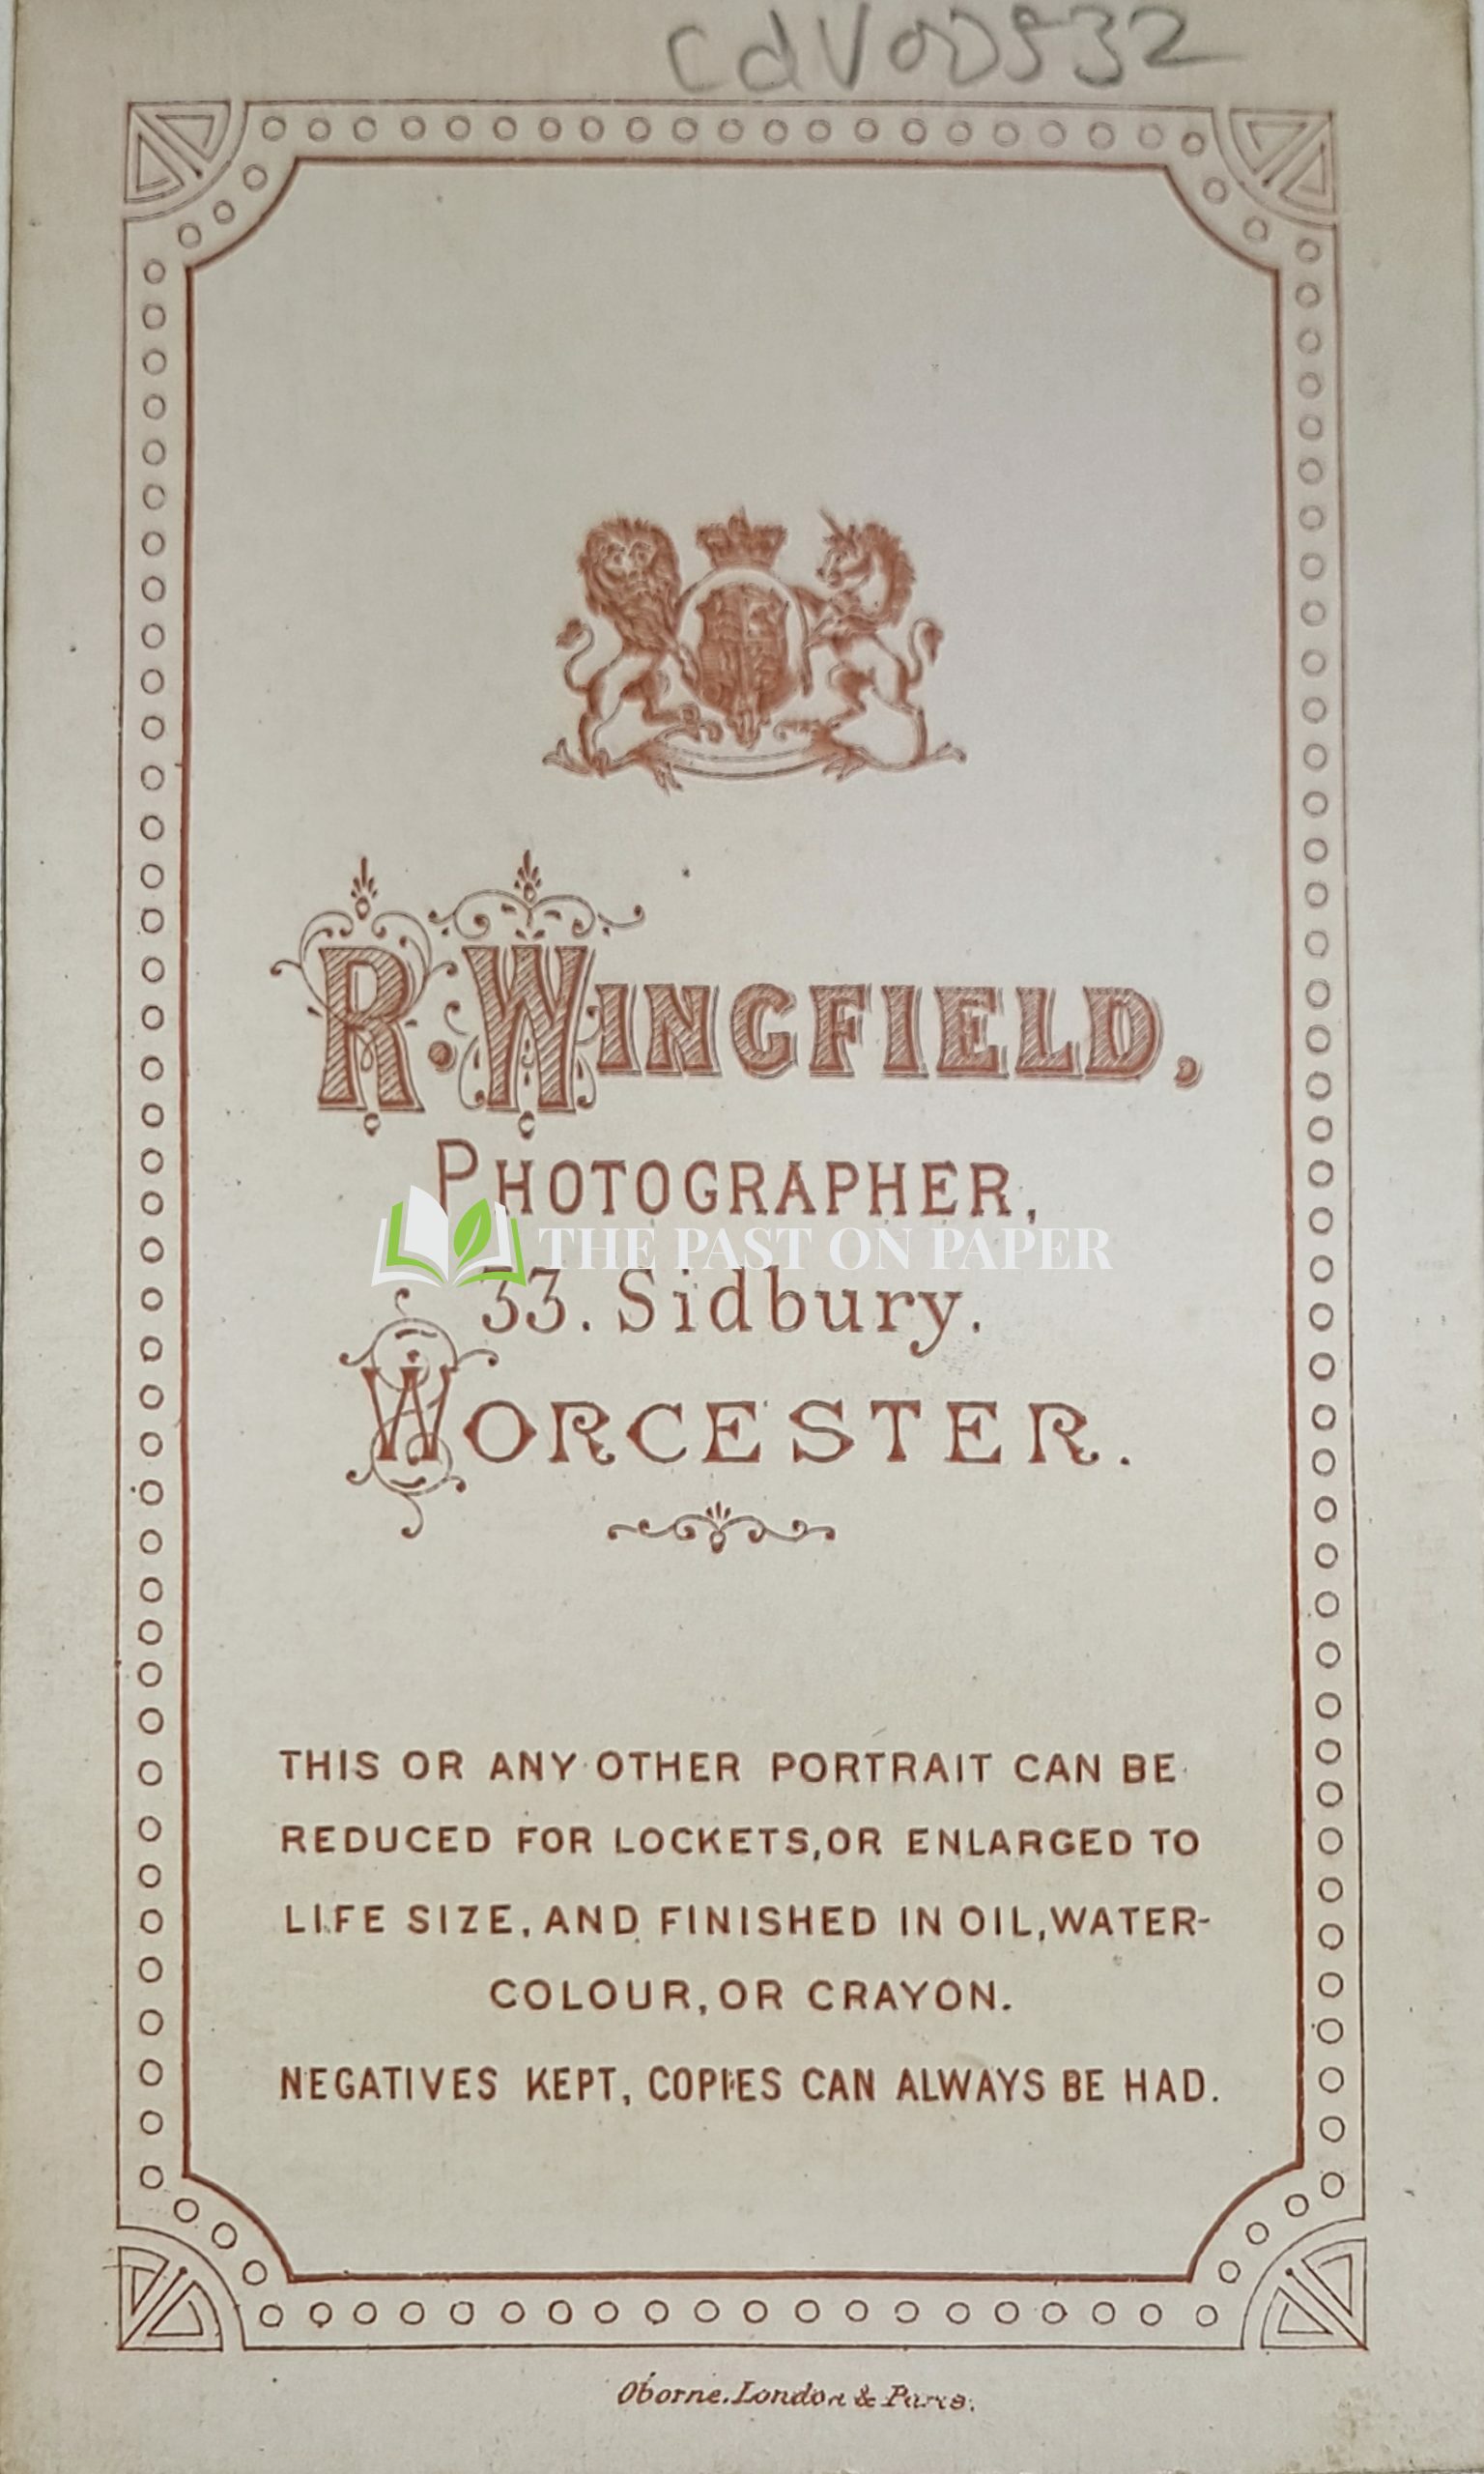 CdV00532
R. WINGFIELD,
PHOTOGRAPHER,
THE PAST ON PAPER
33. Sidbury.
WORCESTER.
THIS OR ANY OTHER PORTRAIT CAN BE
REDUCED FOR LOCKETS, OR ENLARGED TO
LIFE SIZE, AND FINISHED IN OIL, WATER-
COLOUR, OR CRAYON.
NEGATIVES KEPT, COPIES CAN ALWAYS BE HAD.
Oborne. London & Paris.